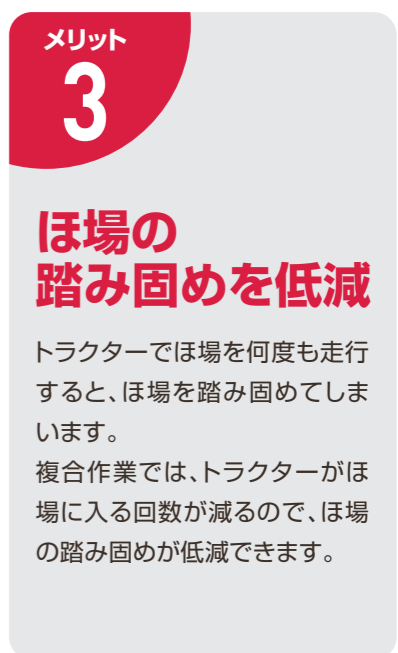 メリット
3
ほ場の
踏み固めを低減
トラクターでほ場を何度も走行
すると、ほ場を踏み固めてしま
います。
複合作業では、トラクターがほ
場に入る回数が減るので、ほ場
の踏み固めが低減できます。